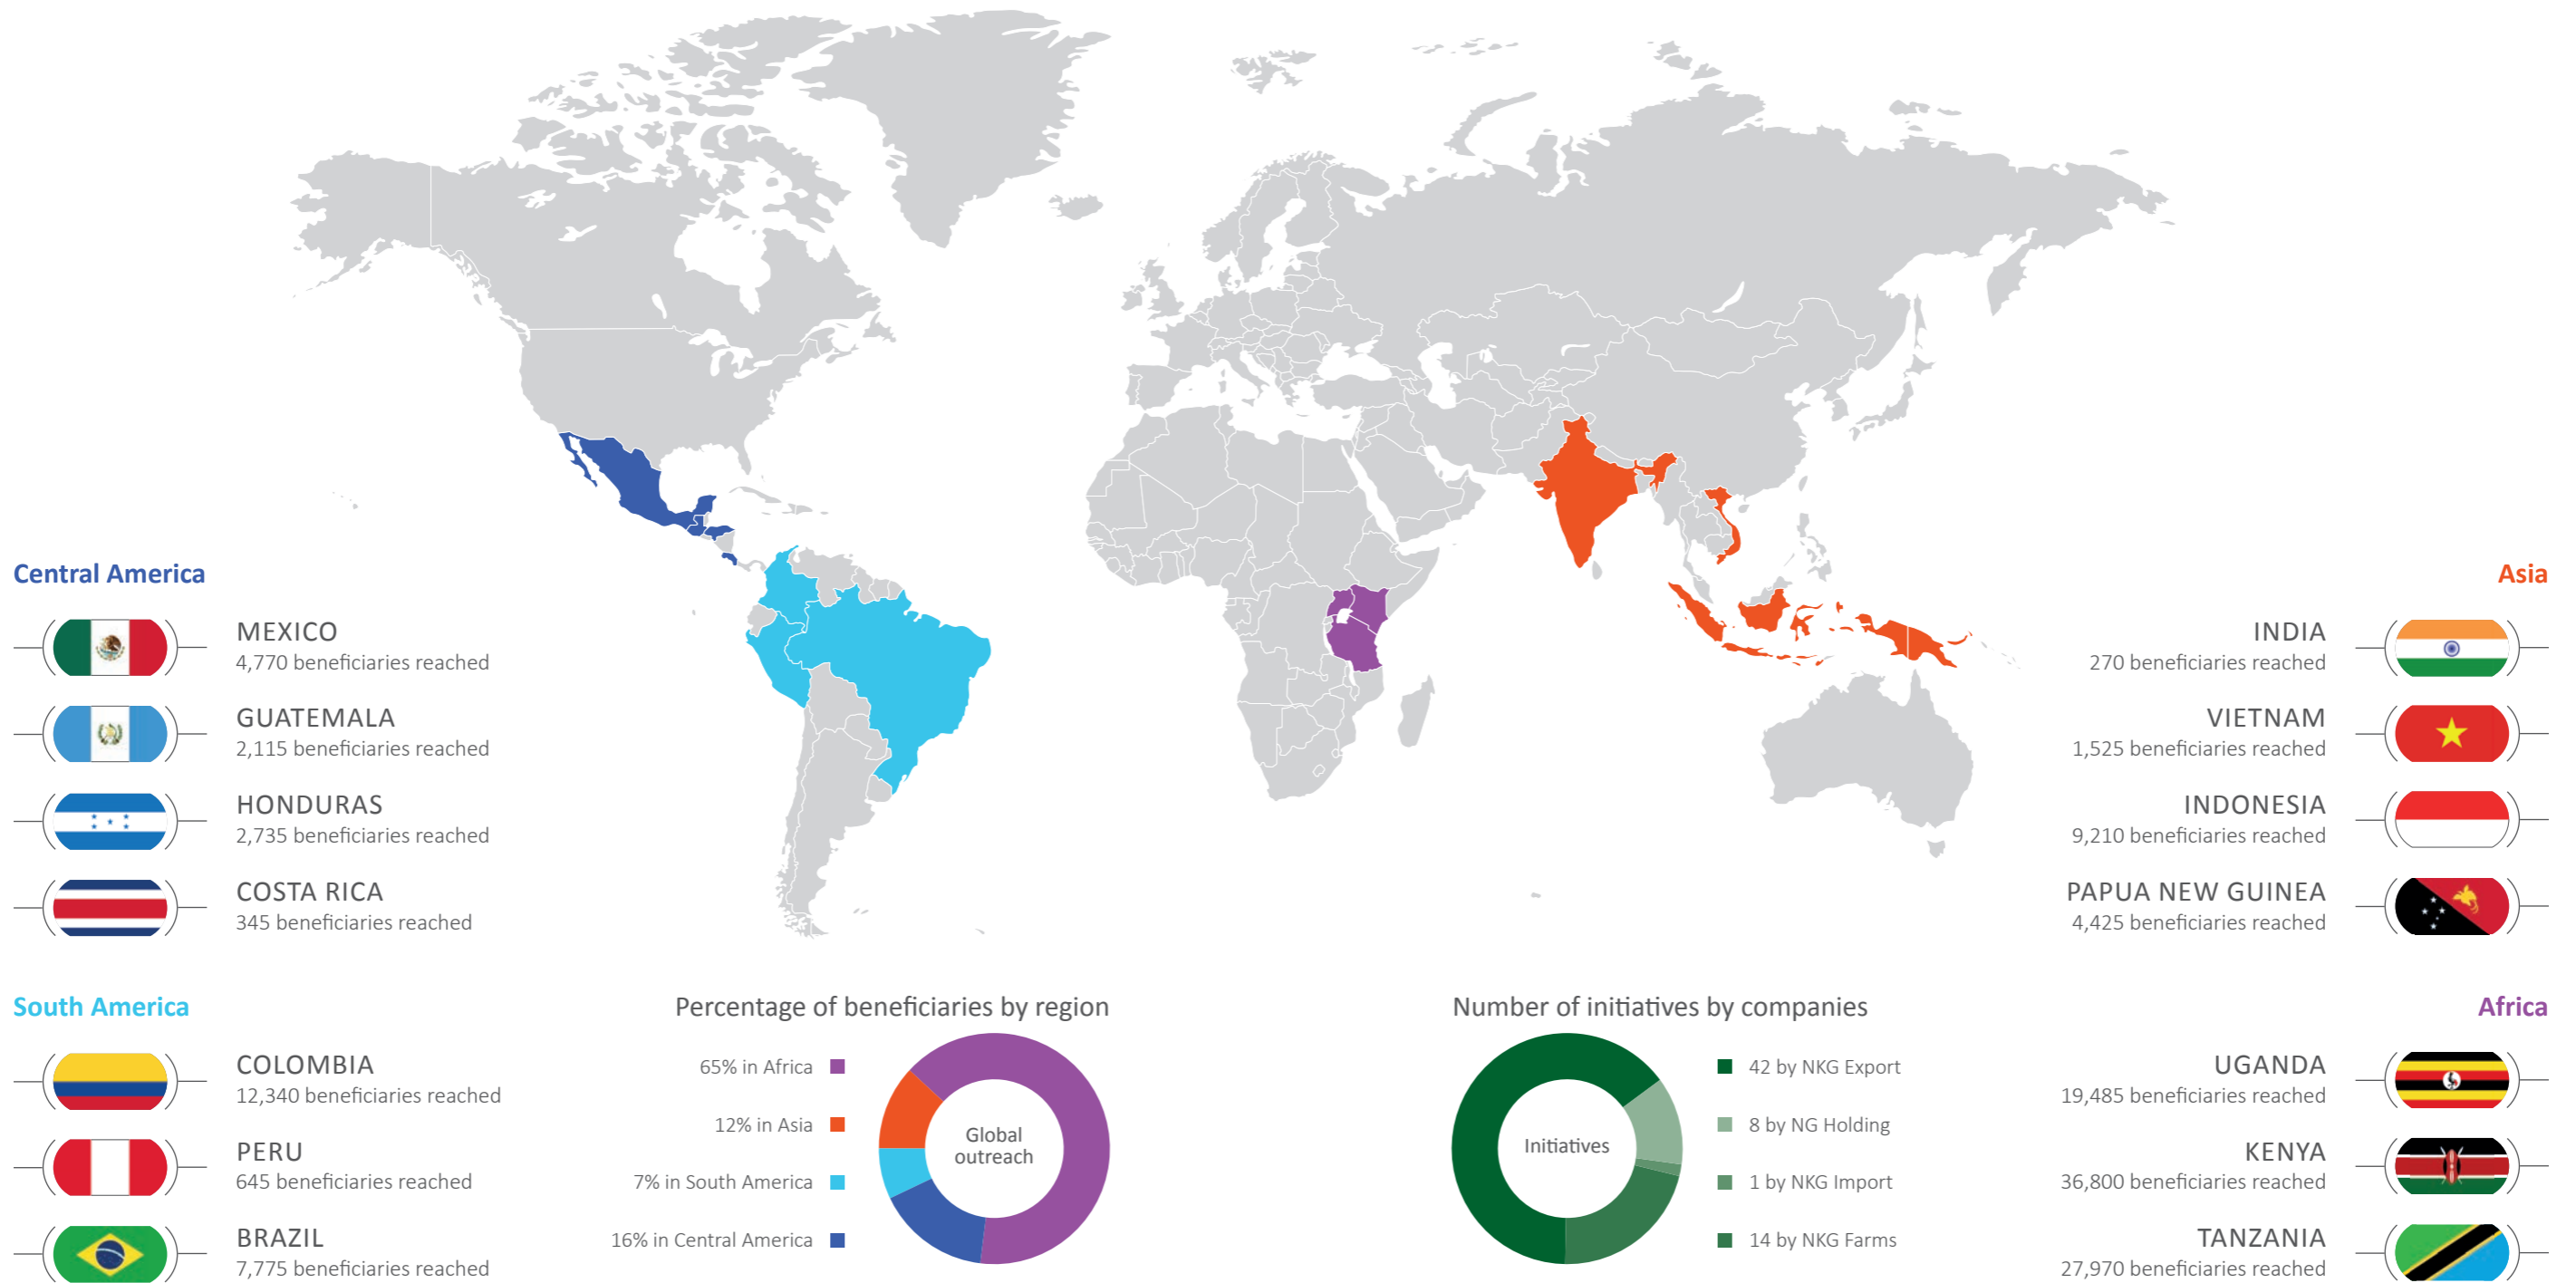 Central America
MEXICO
4,770 beneficiaries reached
GUATEMALA
2,115 beneficiaries reached
HONDURAS
2,735 beneficiaries reached
COSTA RICA
345 beneficiaries reached
Asia
INDIA
270 beneficiaries reached
VIETNAM
1,525 beneficiaries reached
INDONESIA
9,210 beneficiaries reached
PAPUA NEW GUINEA
4,425 beneficiaries reached
South America
COLOMBIA
12,340 beneficiaries reached
PERU
645 beneficiaries reached
BRAZIL
7,775 beneficiaries reached
Percentage of beneficiaries by region
65% in Africa
12% in Asia
7% in South America
16% in Central America
Global
outreach
Number of initiatives by companies
Initiatives
42 by NKG Export
8 by NG Holding
1 by NKG Import
14 by NKG Farms
Africa
UGANDA
19,485 beneficiaries reached
KENYA
36,800 beneficiaries reached
TANZANIA
27,970 beneficiaries reached